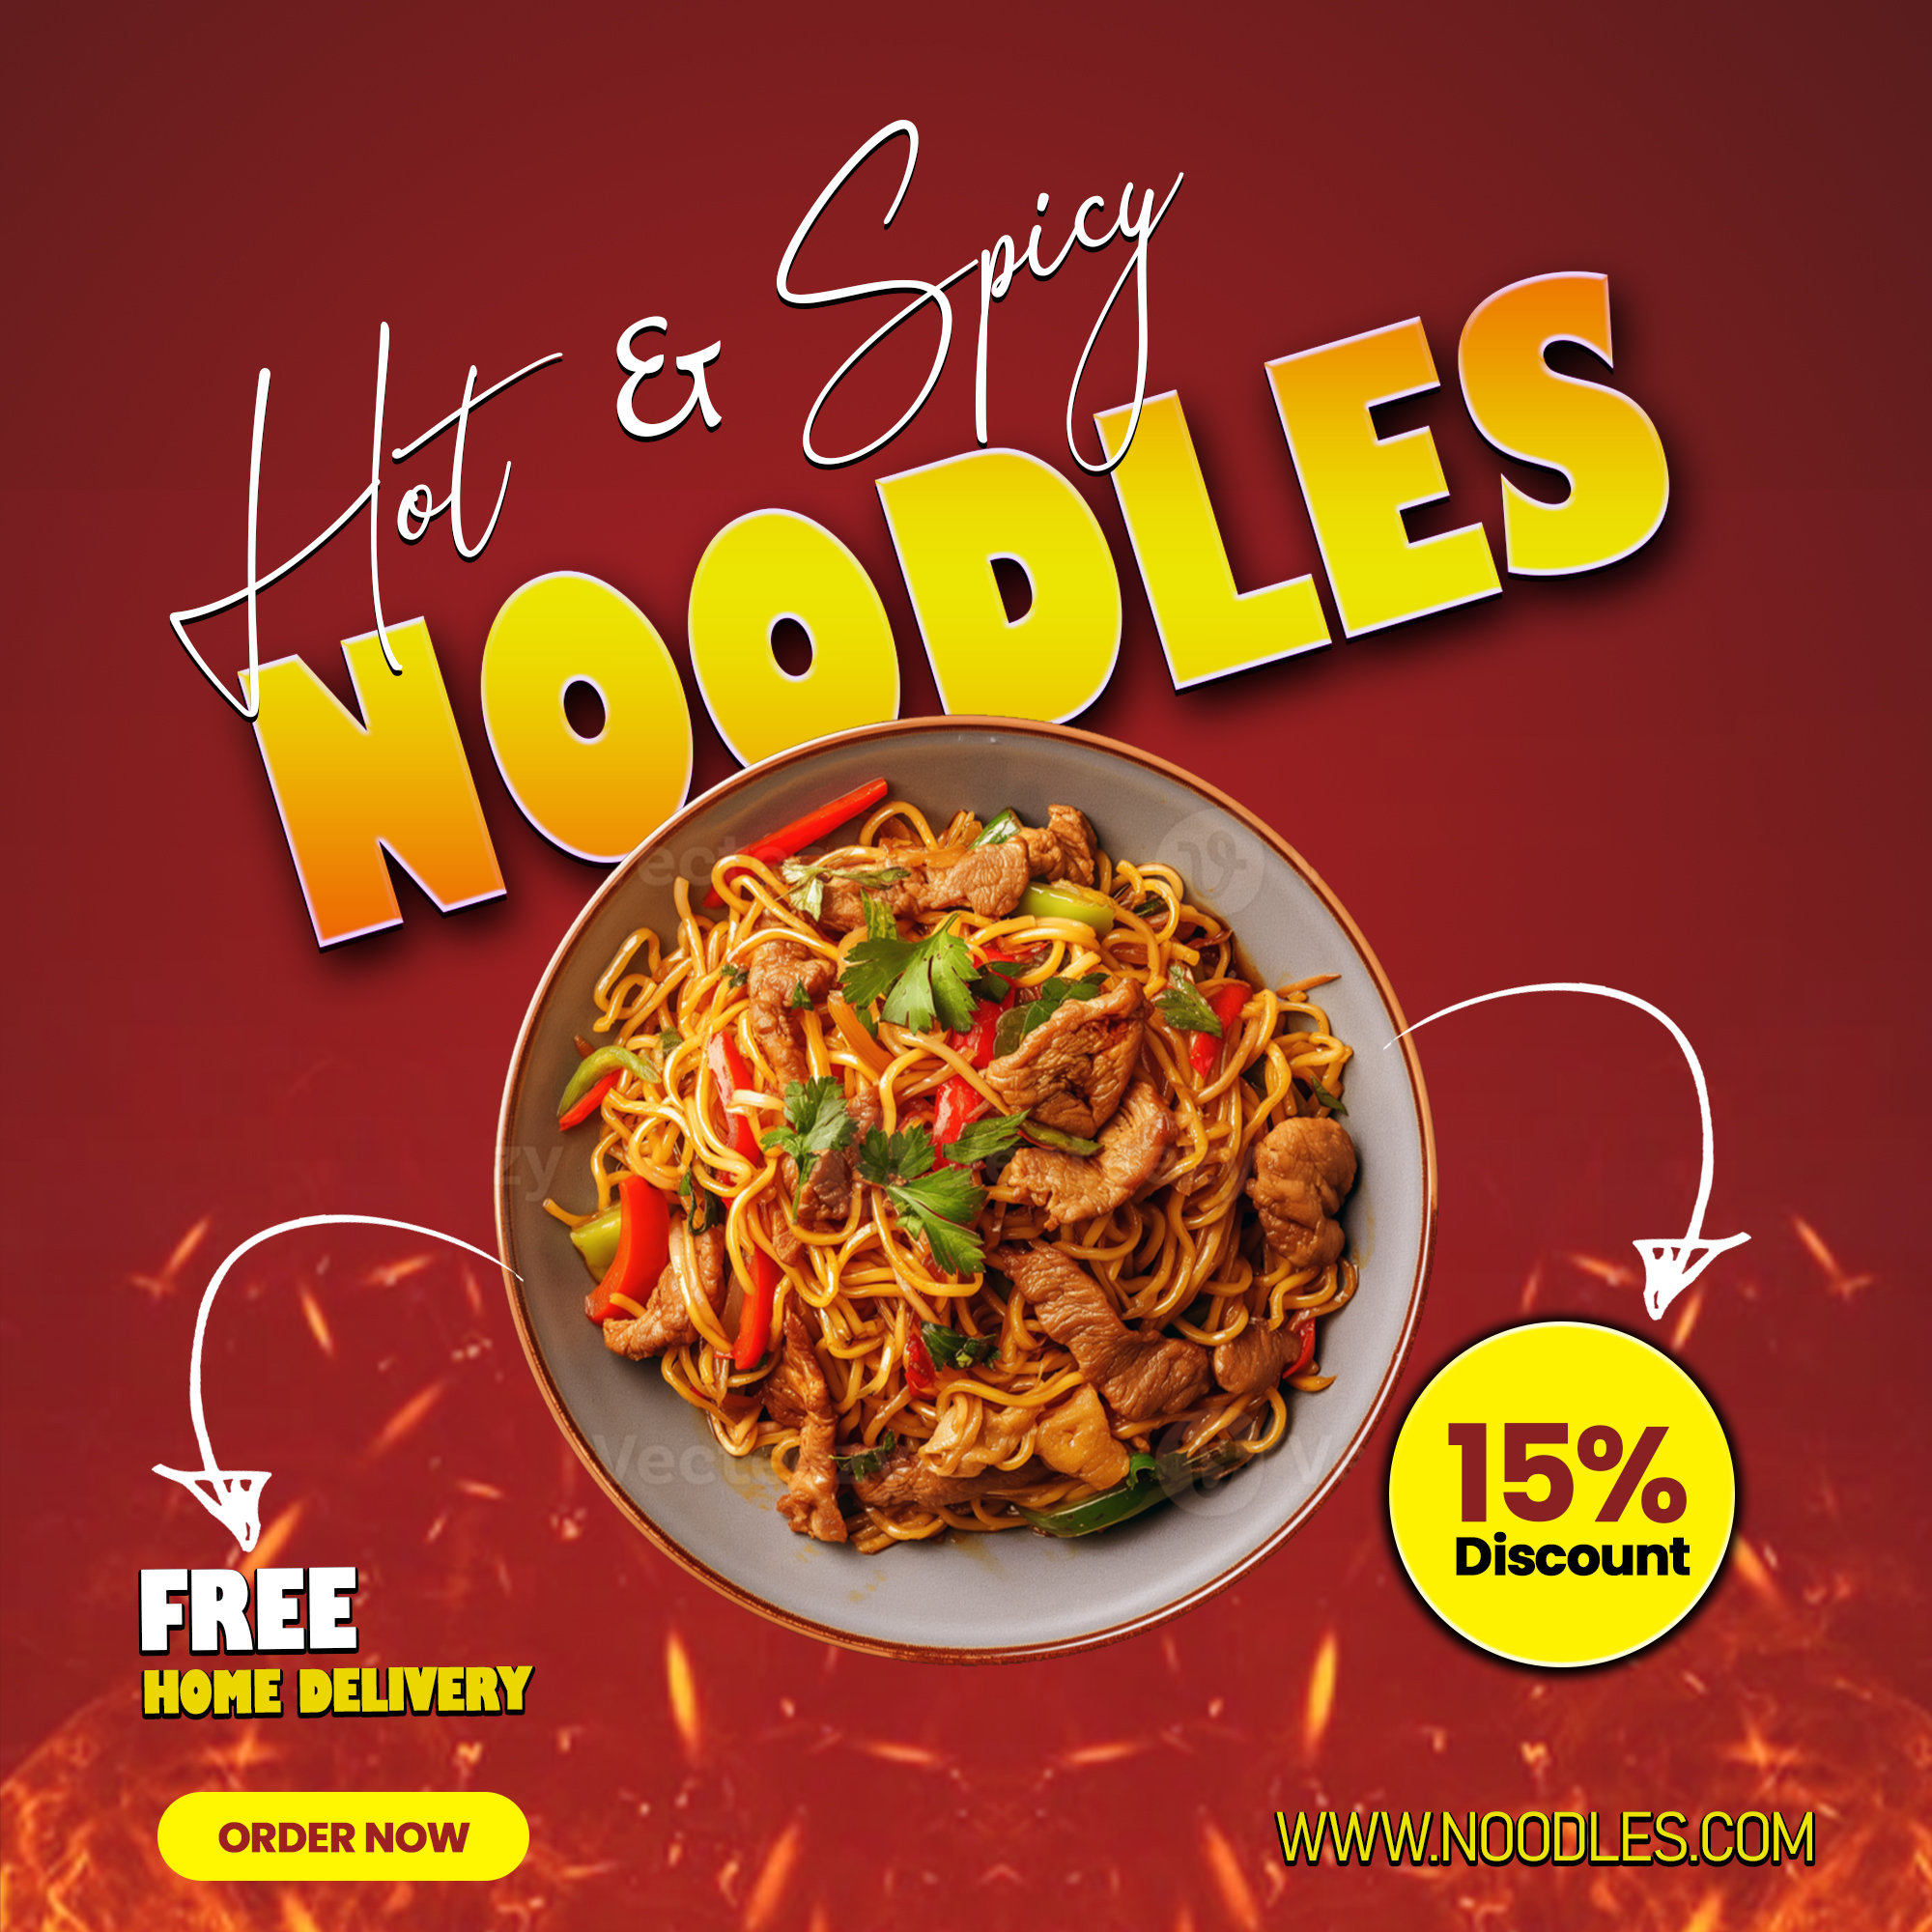 Hot & Spicy
NOODLES
15%
Discount
FREE
HOME DELIVERY
ORDER NOW
WWW.NOODLES.COM